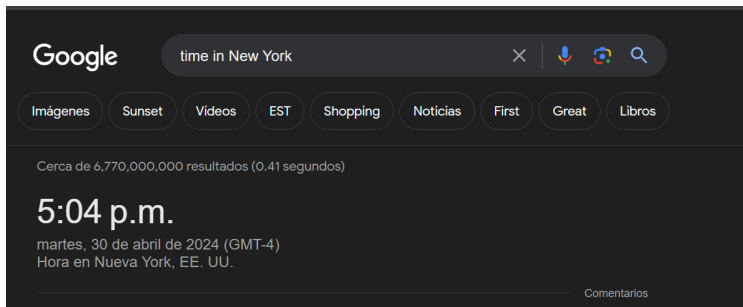 Google time in New York
Imágenes Sunset Vídeos EST Shopping Noticias First Great Libros
Cerca de 6,770,000,000 resultados (0.41 segundos)
5:04 p.m.
martes, 30 de abril de 2024 (GMT-4)
Hora en Nueva York, EE. UU.
Comentarios